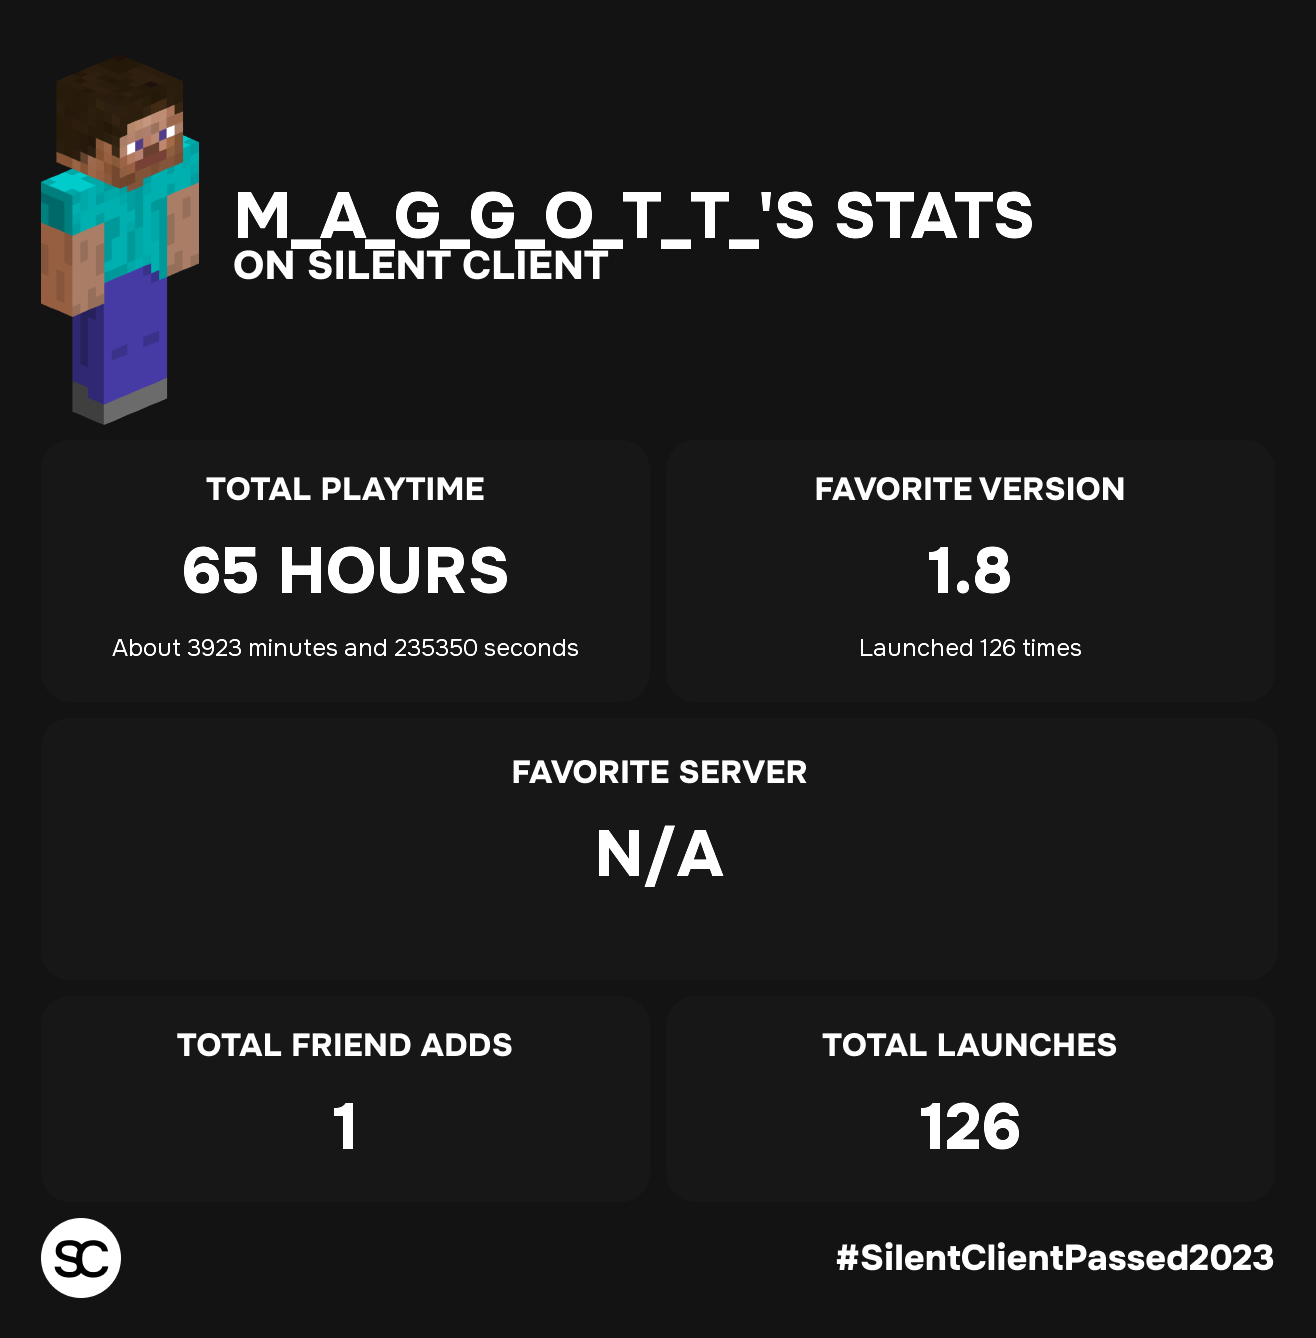 M_A_G_G_O_T_T_'S STATS
ON SILENT CLIENT
TOTAL PLAYTIME
65 HOURS
About 3923 minutes and 235350 seconds
FAVORITE VERSION
1.8
Launched 126 times
FAVORITE SERVER
N/A
TOTAL FRIEND ADDS
1
TOTAL LAUNCHES
126
SC
#SilentClientPassed2023